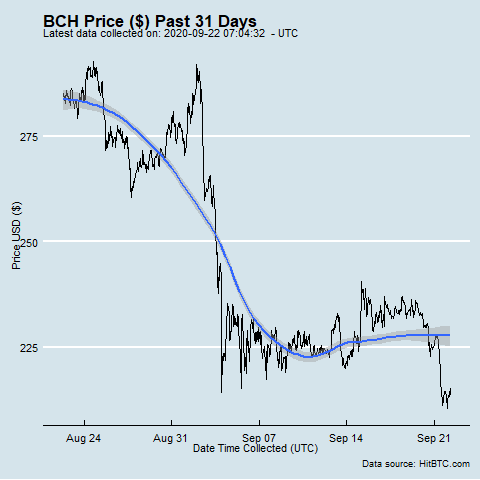 BCH Price ($) Past 31 Days
Latest data collected on: 2020-09-22 07:04:32 - UTC
275
250
225
Price USD ($)
Aug 24 Aug 31 Sep 07 Sep 14 Sep 21
Date Time Collected (UTC)
Data source: HitBTC.com